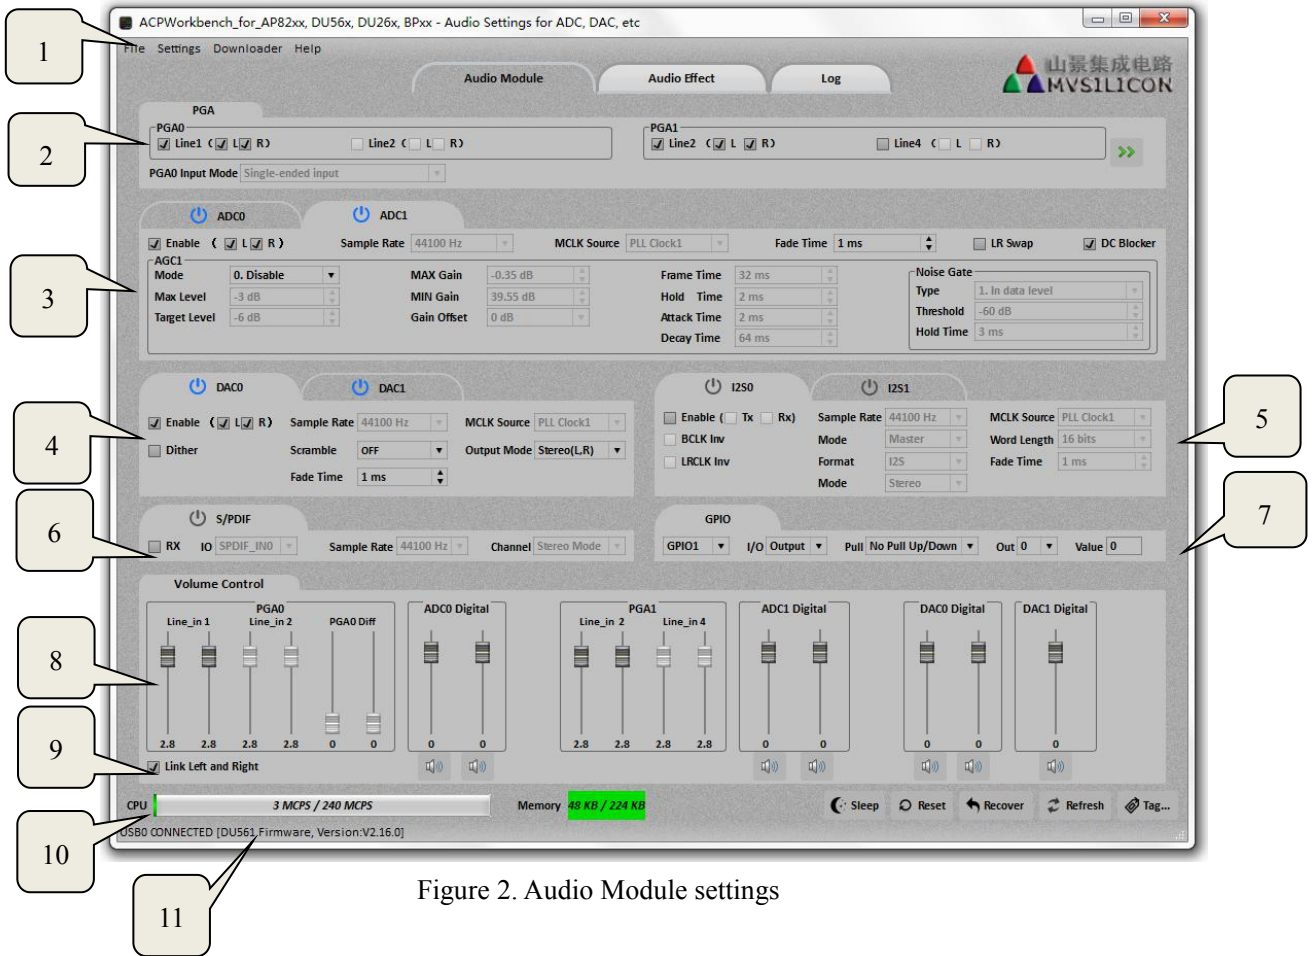 ACPWorkbench_for_AP82xx, DU56x, DU26x, BPxx - Audio Settings for ADC, DAC, etc
1
File Settings Downloader Help
Audio Module Audio Effect Log
山景集成电路
MVSILICON
PGA
2
PGA0 PGA1
Line1 ( L R) Line2 ( L R) Line2 ( L R) Line4 ( L R)
>>
PGA0 Input Mode Single-ended input
ADC0 ADC1
Enable ( L R) Sample Rate 44100 Hz MCLK Source PLL Clock1 Fade Time 1 ms LR Swap DC Blocker
3
AGC1
Mode 0. Disable MAX Gain -0.35 dB Frame Time 32 ms Noise Gate
Type 1. In data level
Max Level -3 dB MIN Gain 39.55 dB Hold Time 2 ms
Threshold -60 dB
Target Level -6 dB Gain Offset 0 dB Attack Time 2 ms
Hold Time 3 ms
Decay Time 64 ms
DAC0 DAC1 I2S0 I2S1
4
Enable ( L R) Sample Rate 44100 Hz MCLK Source PLL Clock1
Dither Scramble OFF Output Mode Stereo(L,R)
Fade Time 1 ms
Enable ( Tx Rx) Sample Rate 44100 Hz MCLK Source PLL Clock1
5
BCLK Inv Mode Master Word Length 16 bits
LRCLK Inv Format I2S Fade Time 1 ms
Mode Stereo
S/PDIF GPIO
6
RX IO SPDIF_IN0 Sample Rate 44100 Hz Channel Stereo Mode
GPIO1 I/O Output Pull No Pull Up/Down Out 0 Value 0
7
Volume Control
PGA0 ADC0 Digital PGA1 ADC1 Digital DAC0 Digital DAC1 Digital
Line_in 1 Line_in 2 PGA0 Diff Line_in 2 Line_in 4
8
2.8 2.8 2.8 2.8 0 0 0 0 2.8 2.8 2.8 2.8 0 0 0 0 0
9
Link Left and Right
CPU 3 MCPS / 240 MCPS Memory 48 KB / 224 KB Sleep Reset Recover Refresh Tag...
10
USB0 CONNECTED [DU561 Firmware, Version:V2.16.0]
11
Figure 2. Audio Module settings